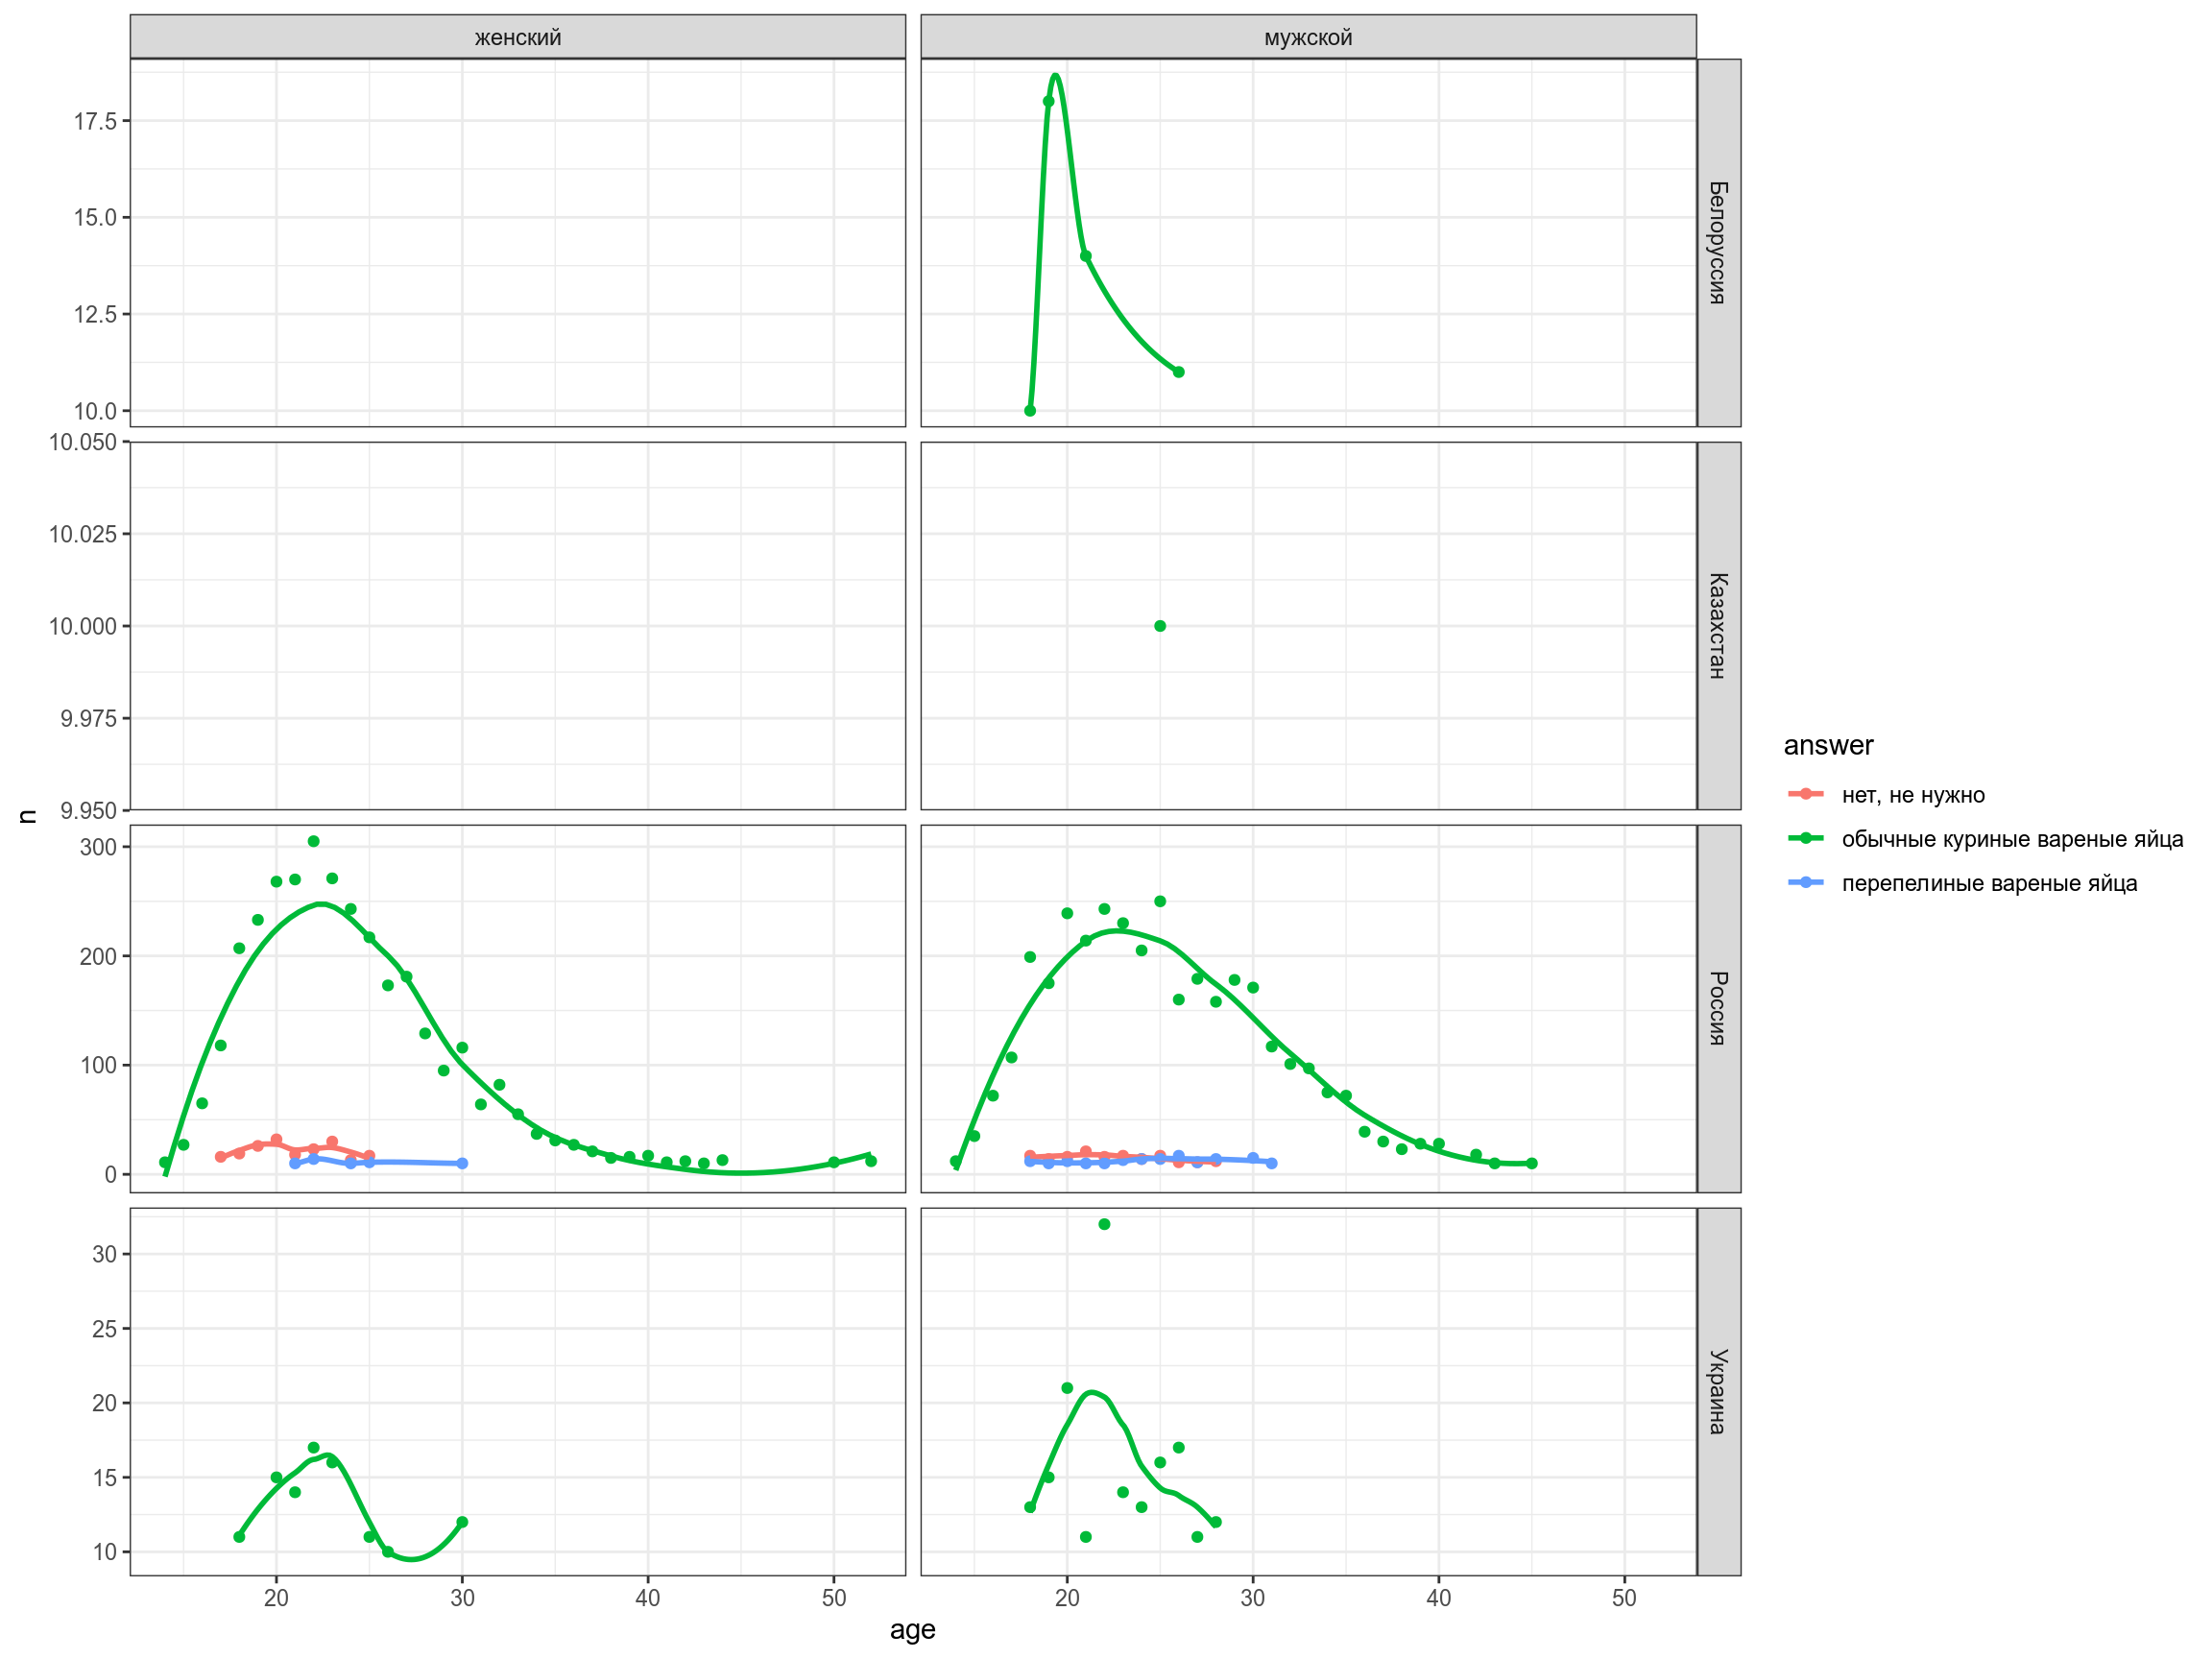 женский
мужской
17.5
15.0
12.5
10.0
Белоруссия
10.050
10.025
10.000
9.975
9.950
Казахстан
300
200
100
0
Россия
30
25
20
15
10
Украина
20
30
40
50
20
30
40
50
age
n
answer
нет, не нужно
обычные куриные вареные яйца
перепелиные вареные яйца